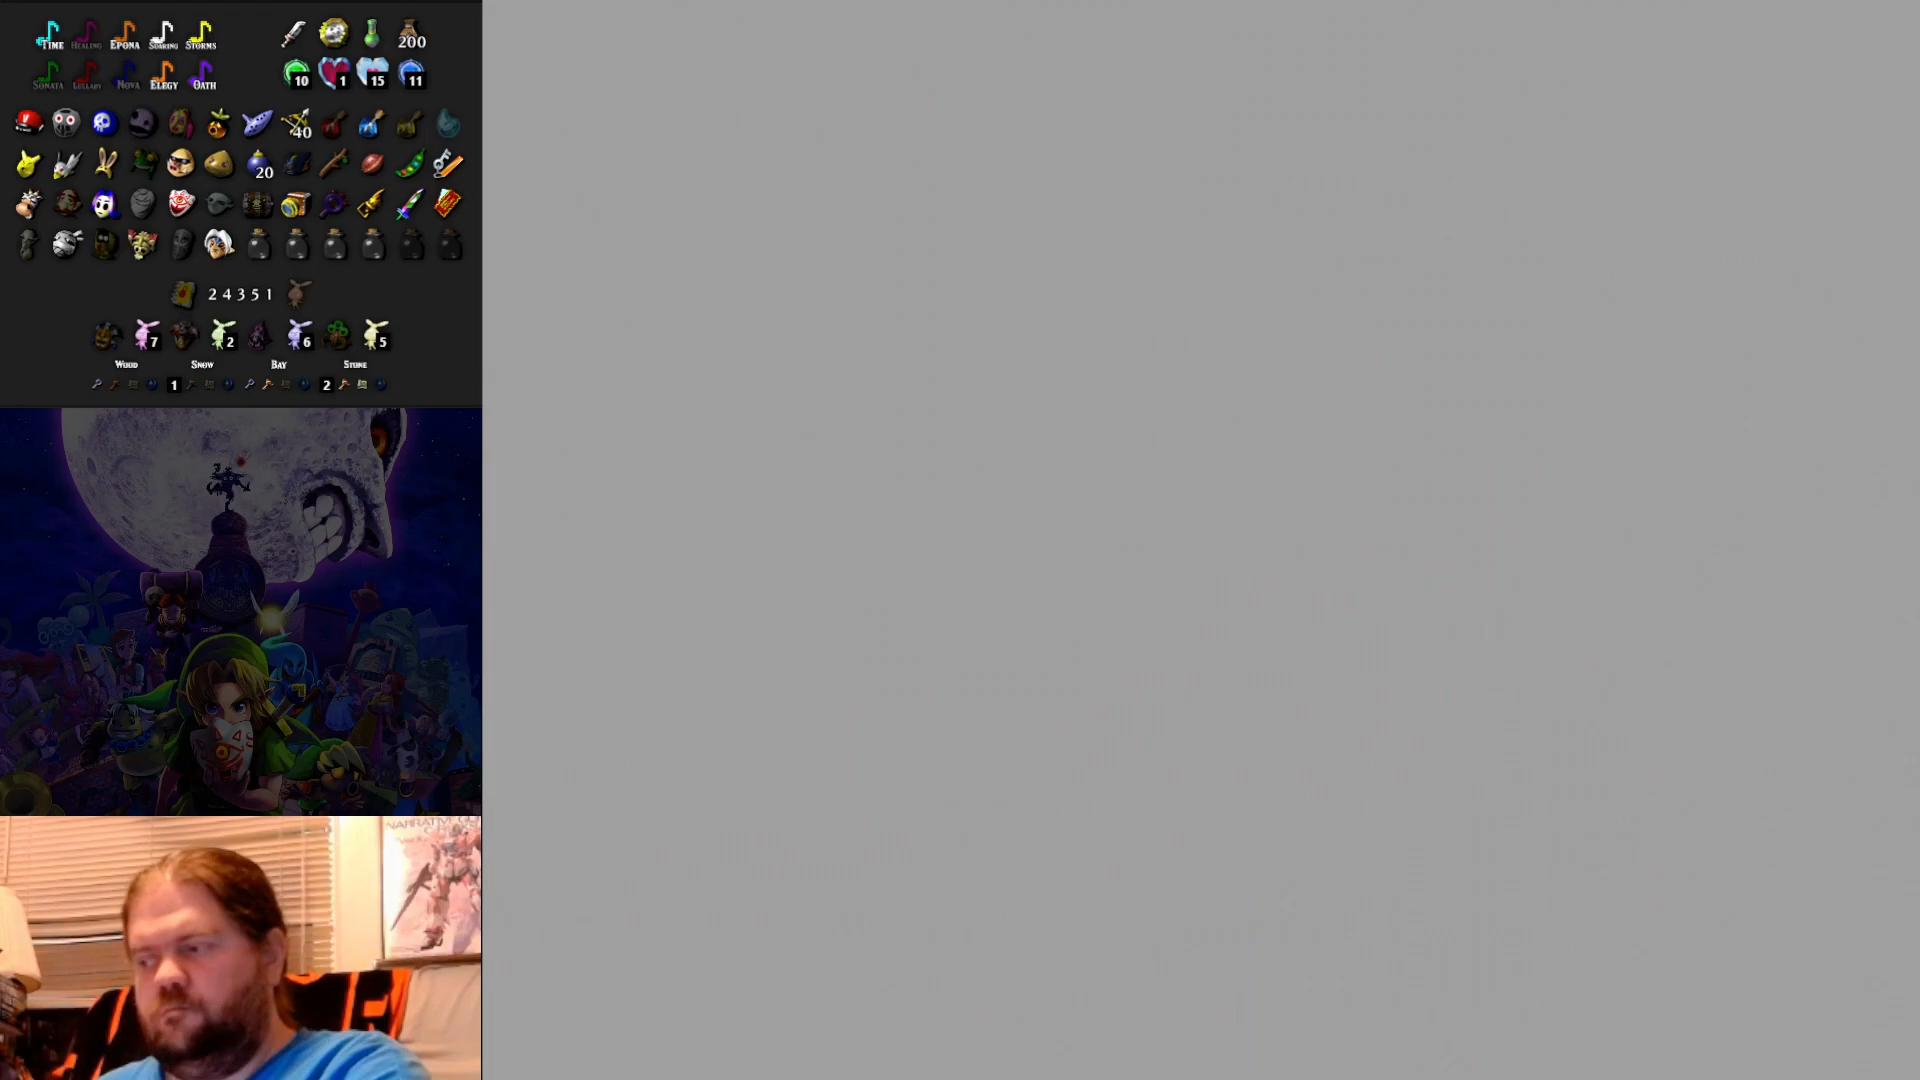 TIME HEALING EPONA SOARING STORMS
200
SONATA LULLABY NOVA ELEGY OATH
10 1 15 11
40
20
2 4 3 5 1
7 2 6 5
WOOD SNOW BAY STONE
1 2
NARRATIVE